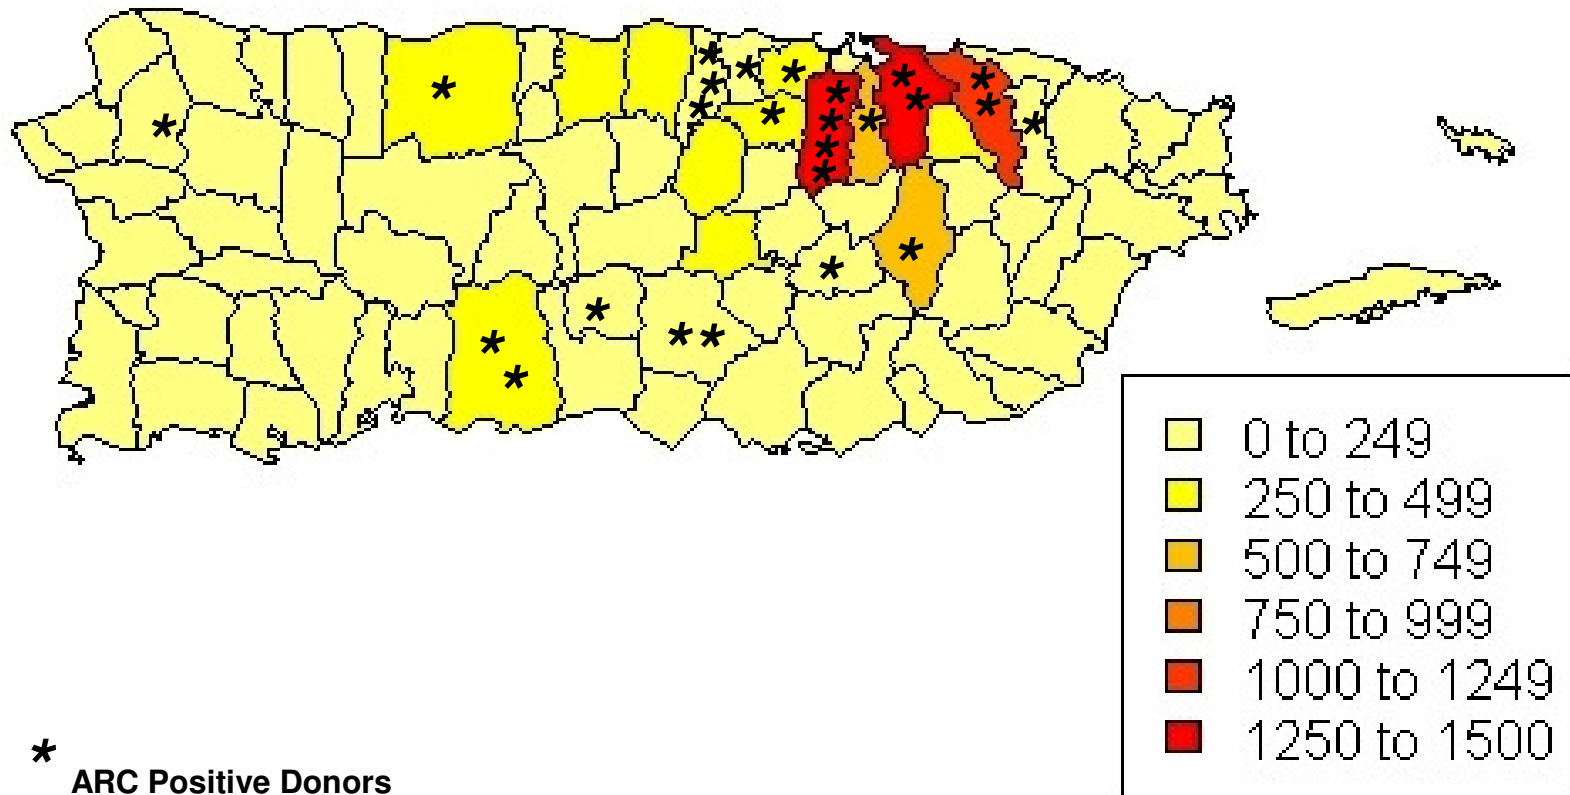 0 to 249
250 to 499
500 to 749
750 to 999
1000 to 1249
1250 to 1500
* ARC Positive Donors